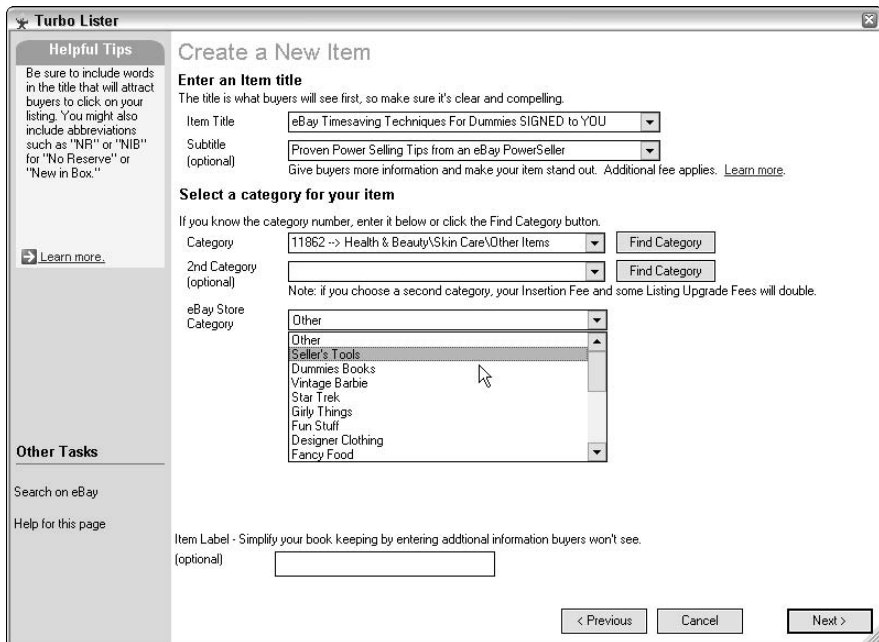 Turbo Lister
Helpful Tips
Be sure to include words
in the title that will attract
buyers to click on your
listing. You might also
include abbreviations
such as "NR" or "NIB"
for "No Reserve" or
"New in Box."
Learn more.
Other Tasks
Search on eBay
Help for this page
Create a New Item
Enter an Item title
The title is what buyers will see first, so make sure it's clear and compelling.
Item Title eBay Timesaving Techniques For Dummies SIGNED to YOU
Subtitle
(optional) Proven Power Selling Tips from an eBay PowerSeller
Give buyers more information and make your item stand out. Additional fee applies. Learn more.
Select a category for your item
If you know the category number, enter it below or click the Find Category button.
Category 11862 --> Health & Beauty\Skin Care\Other Items Find Category
2nd Category
(optional) Find Category
Note: if you choose a second category, your Insertion Fee and some Listing Upgrade Fees will double.
eBay Store
Category Other
Other
Seller's Tools
Dummies Books
Vintage Barbie
Star Trek
Girly Things
Fun Stuff
Designer Clothing
Fancy Food
Item Label - Simplify your book keeping by entering addtional information buyers won't see.
(optional)
< Previous Cancel Next >